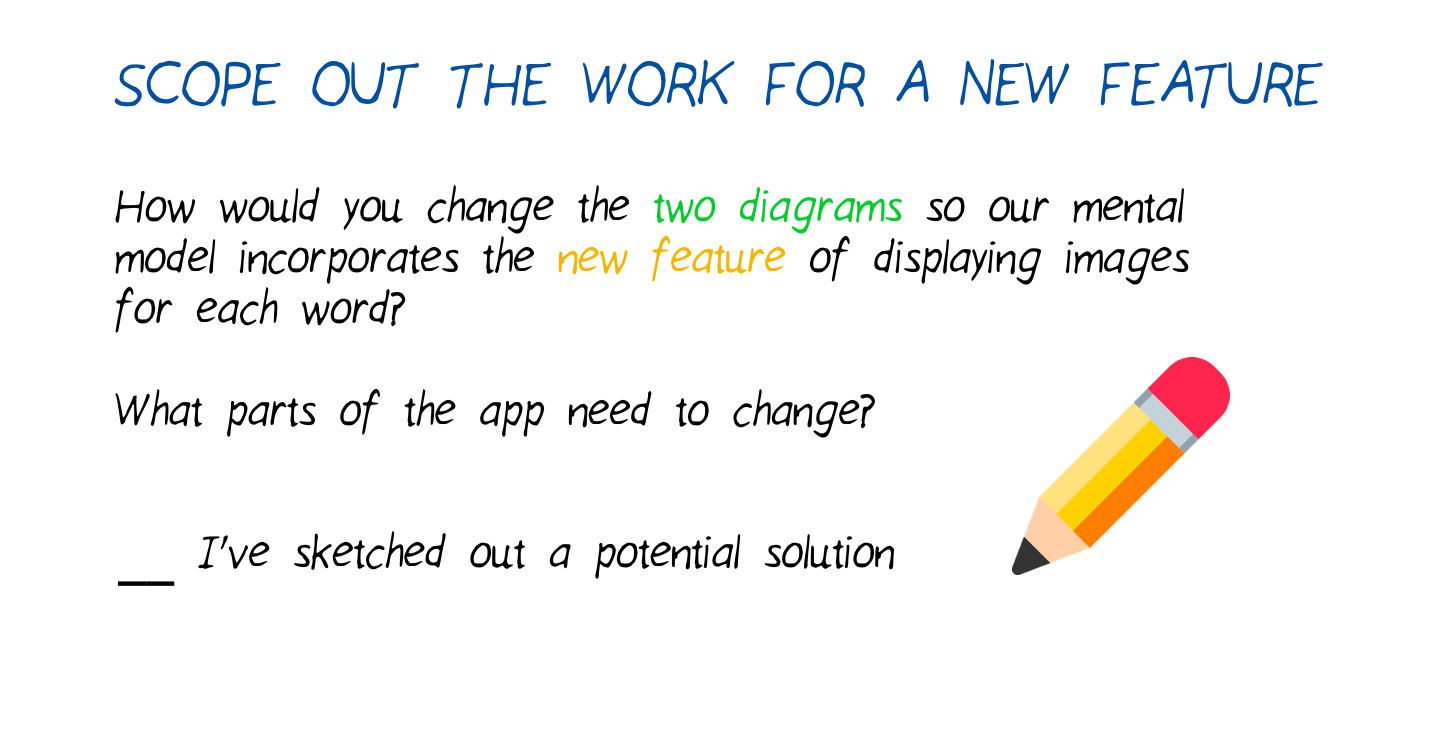 SCOPE OUT THE WORK FOR A NEW FEATURE
How would you change the two diagrams so our mental
model incorporates the new feature of displaying images
for each word?
What parts of the app need to change?
__ I've sketched out a potential solution